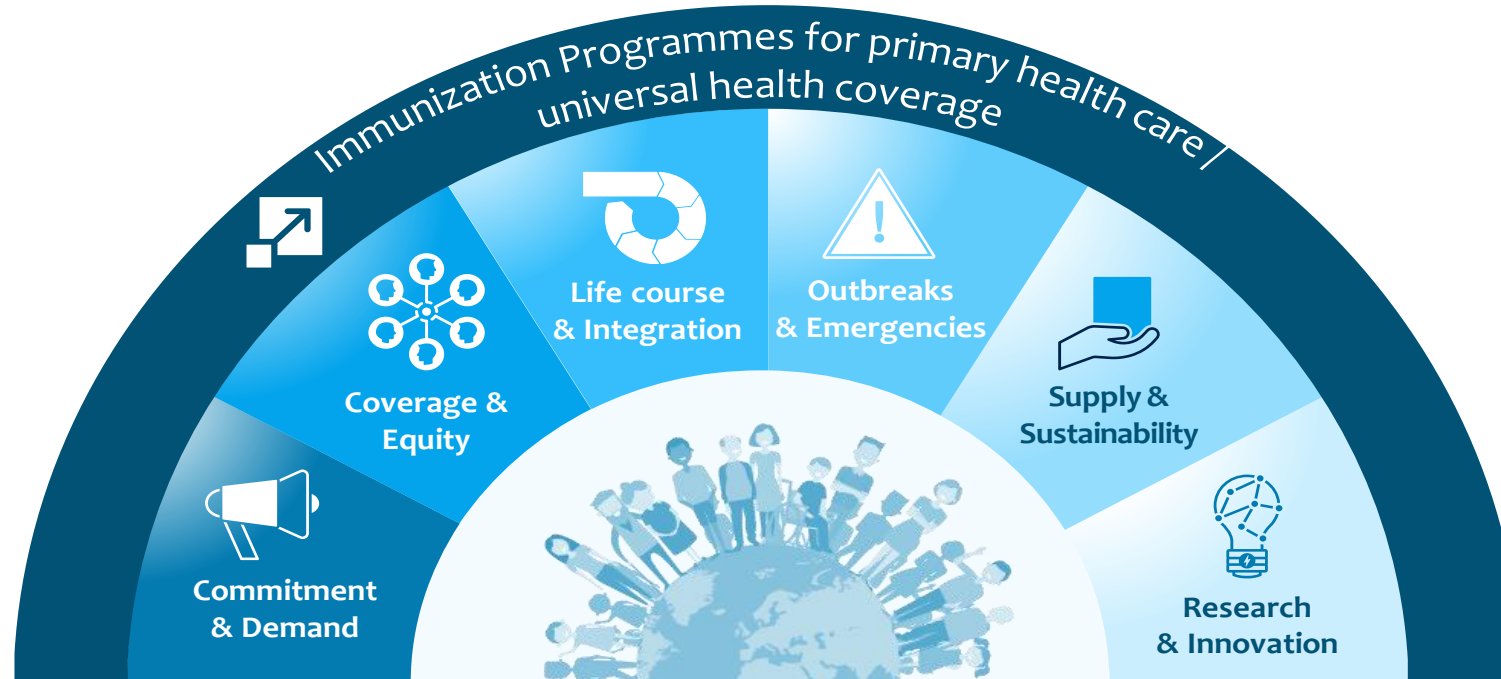 Immunization Programmes for primary health care /
universal health coverage
Commitment
& Demand
Coverage &
Equity
Life course
& Integration
Outbreaks
& Emergencies
Supply &
Sustainability
Research
& Innovation